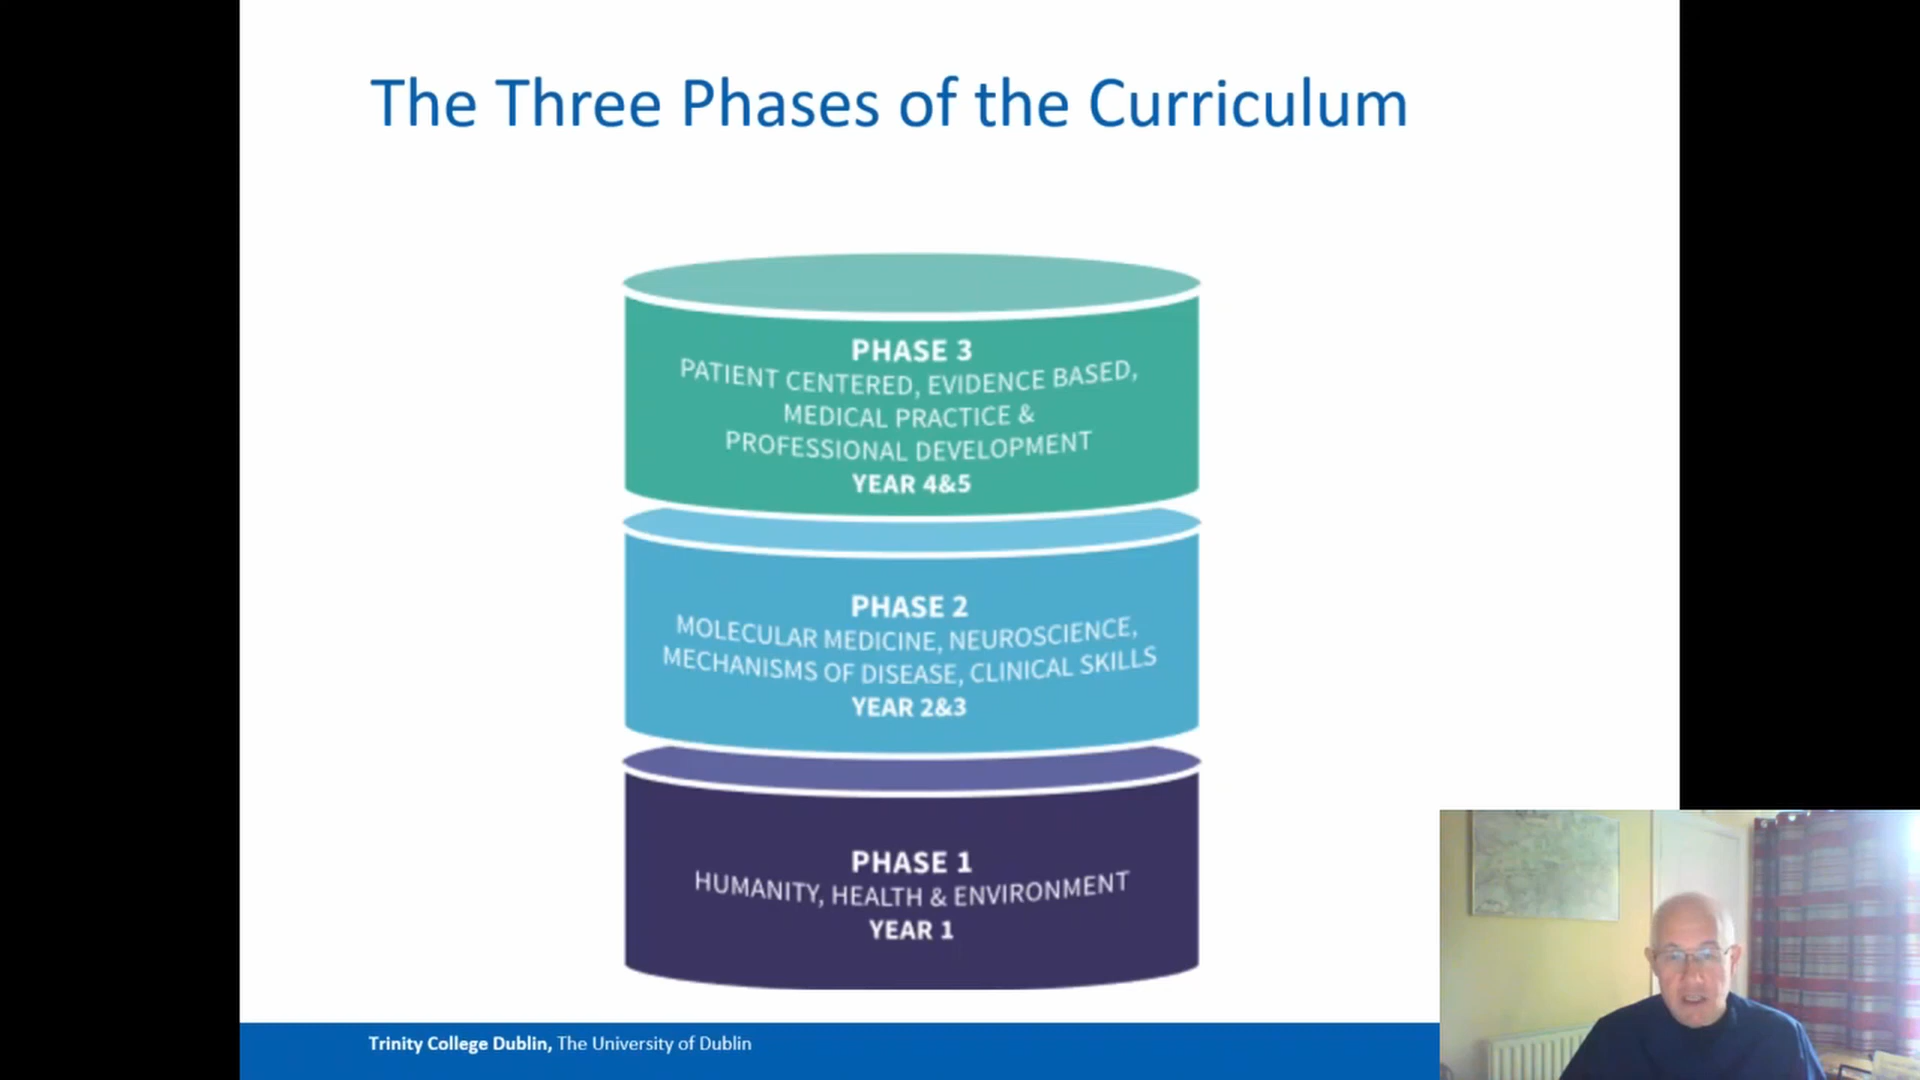 The Three Phases of the Curriculum
PHASE 3
PATIENT CENTERED, EVIDENCE BASED,
MEDICAL PRACTICE &
PROFESSIONAL DEVELOPMENT
YEAR 4&5
PHASE 2
MOLECULAR MEDICINE, NEUROSCIENCE,
MECHANISMS OF DISEASE, CLINICAL SKILLS
YEAR 2&3
PHASE 1
HUMANITY, HEALTH & ENVIRONMENT
YEAR 1
Trinity College Dublin, The University of Dublin